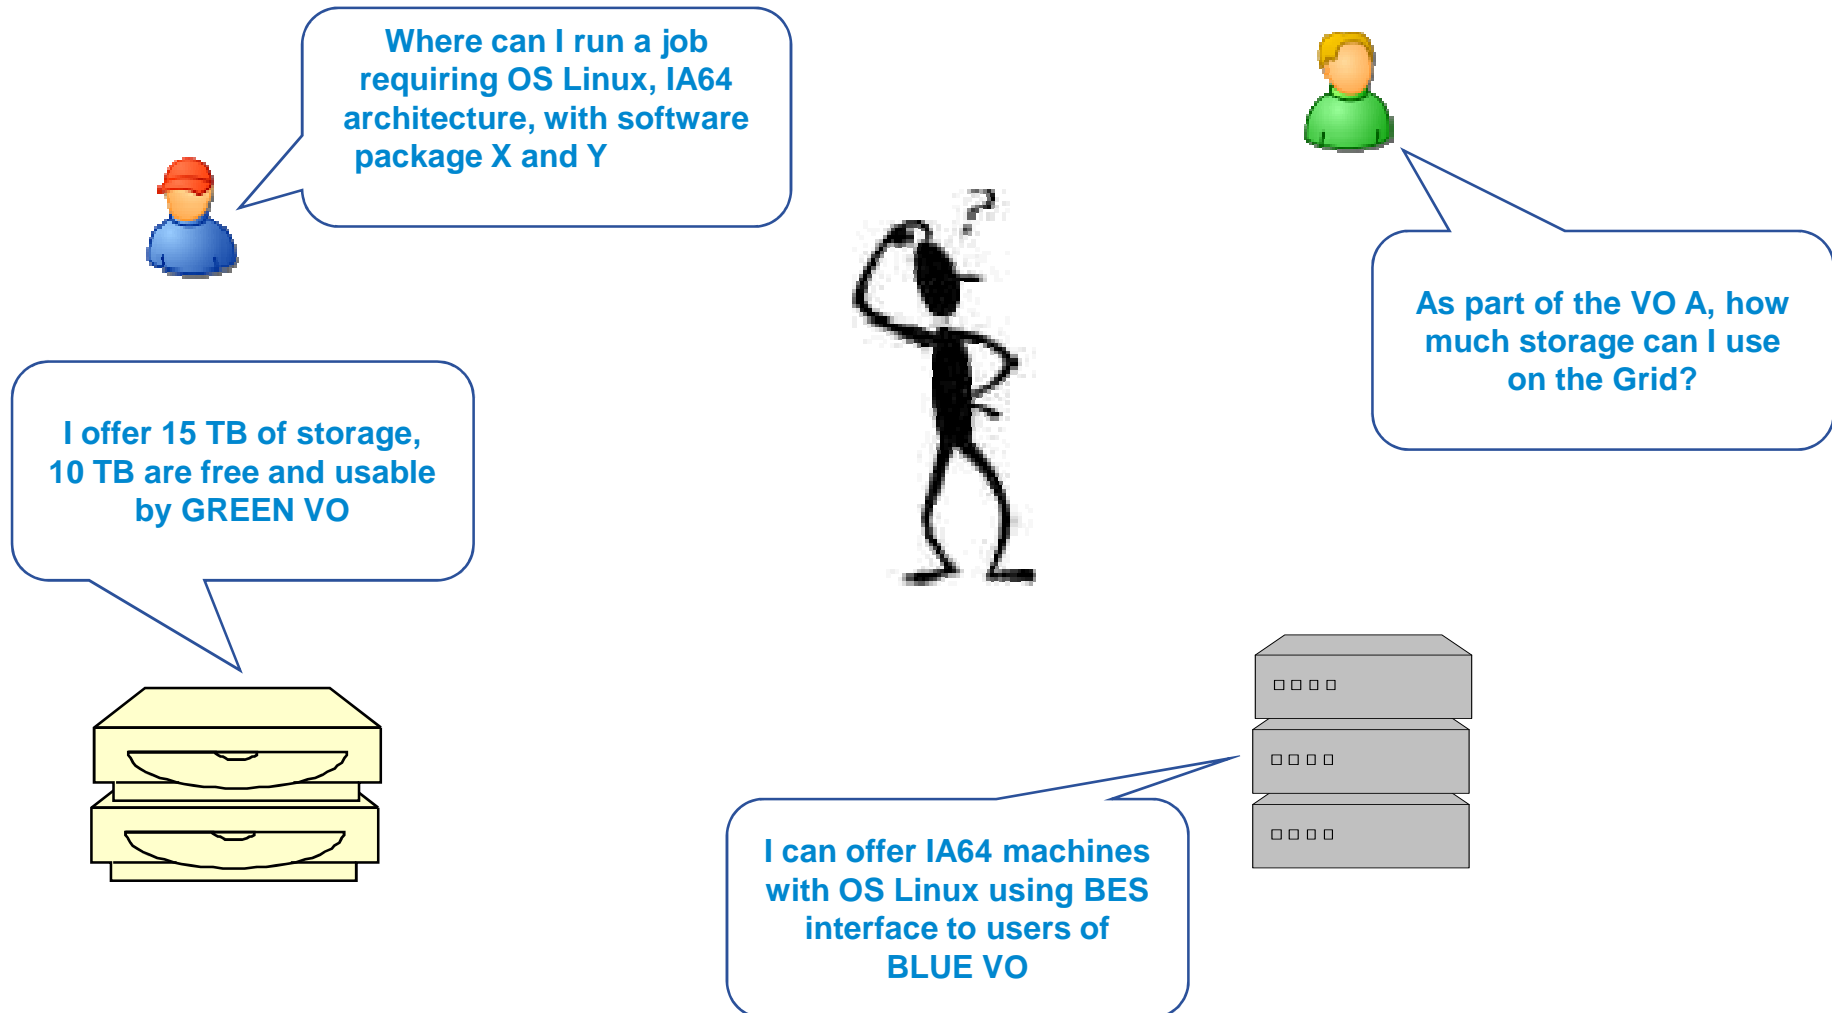 Where can I run a job
requiring OS Linux, IA64
architecture, with software
package X and Y
As part of the VO A, how
much storage can I use
on the Grid?
I offer 15 TB of storage,
10 TB are free and usable
by GREEN VO
I can offer IA64 machines
with OS Linux using BES
interface to users of
BLUE VO
?